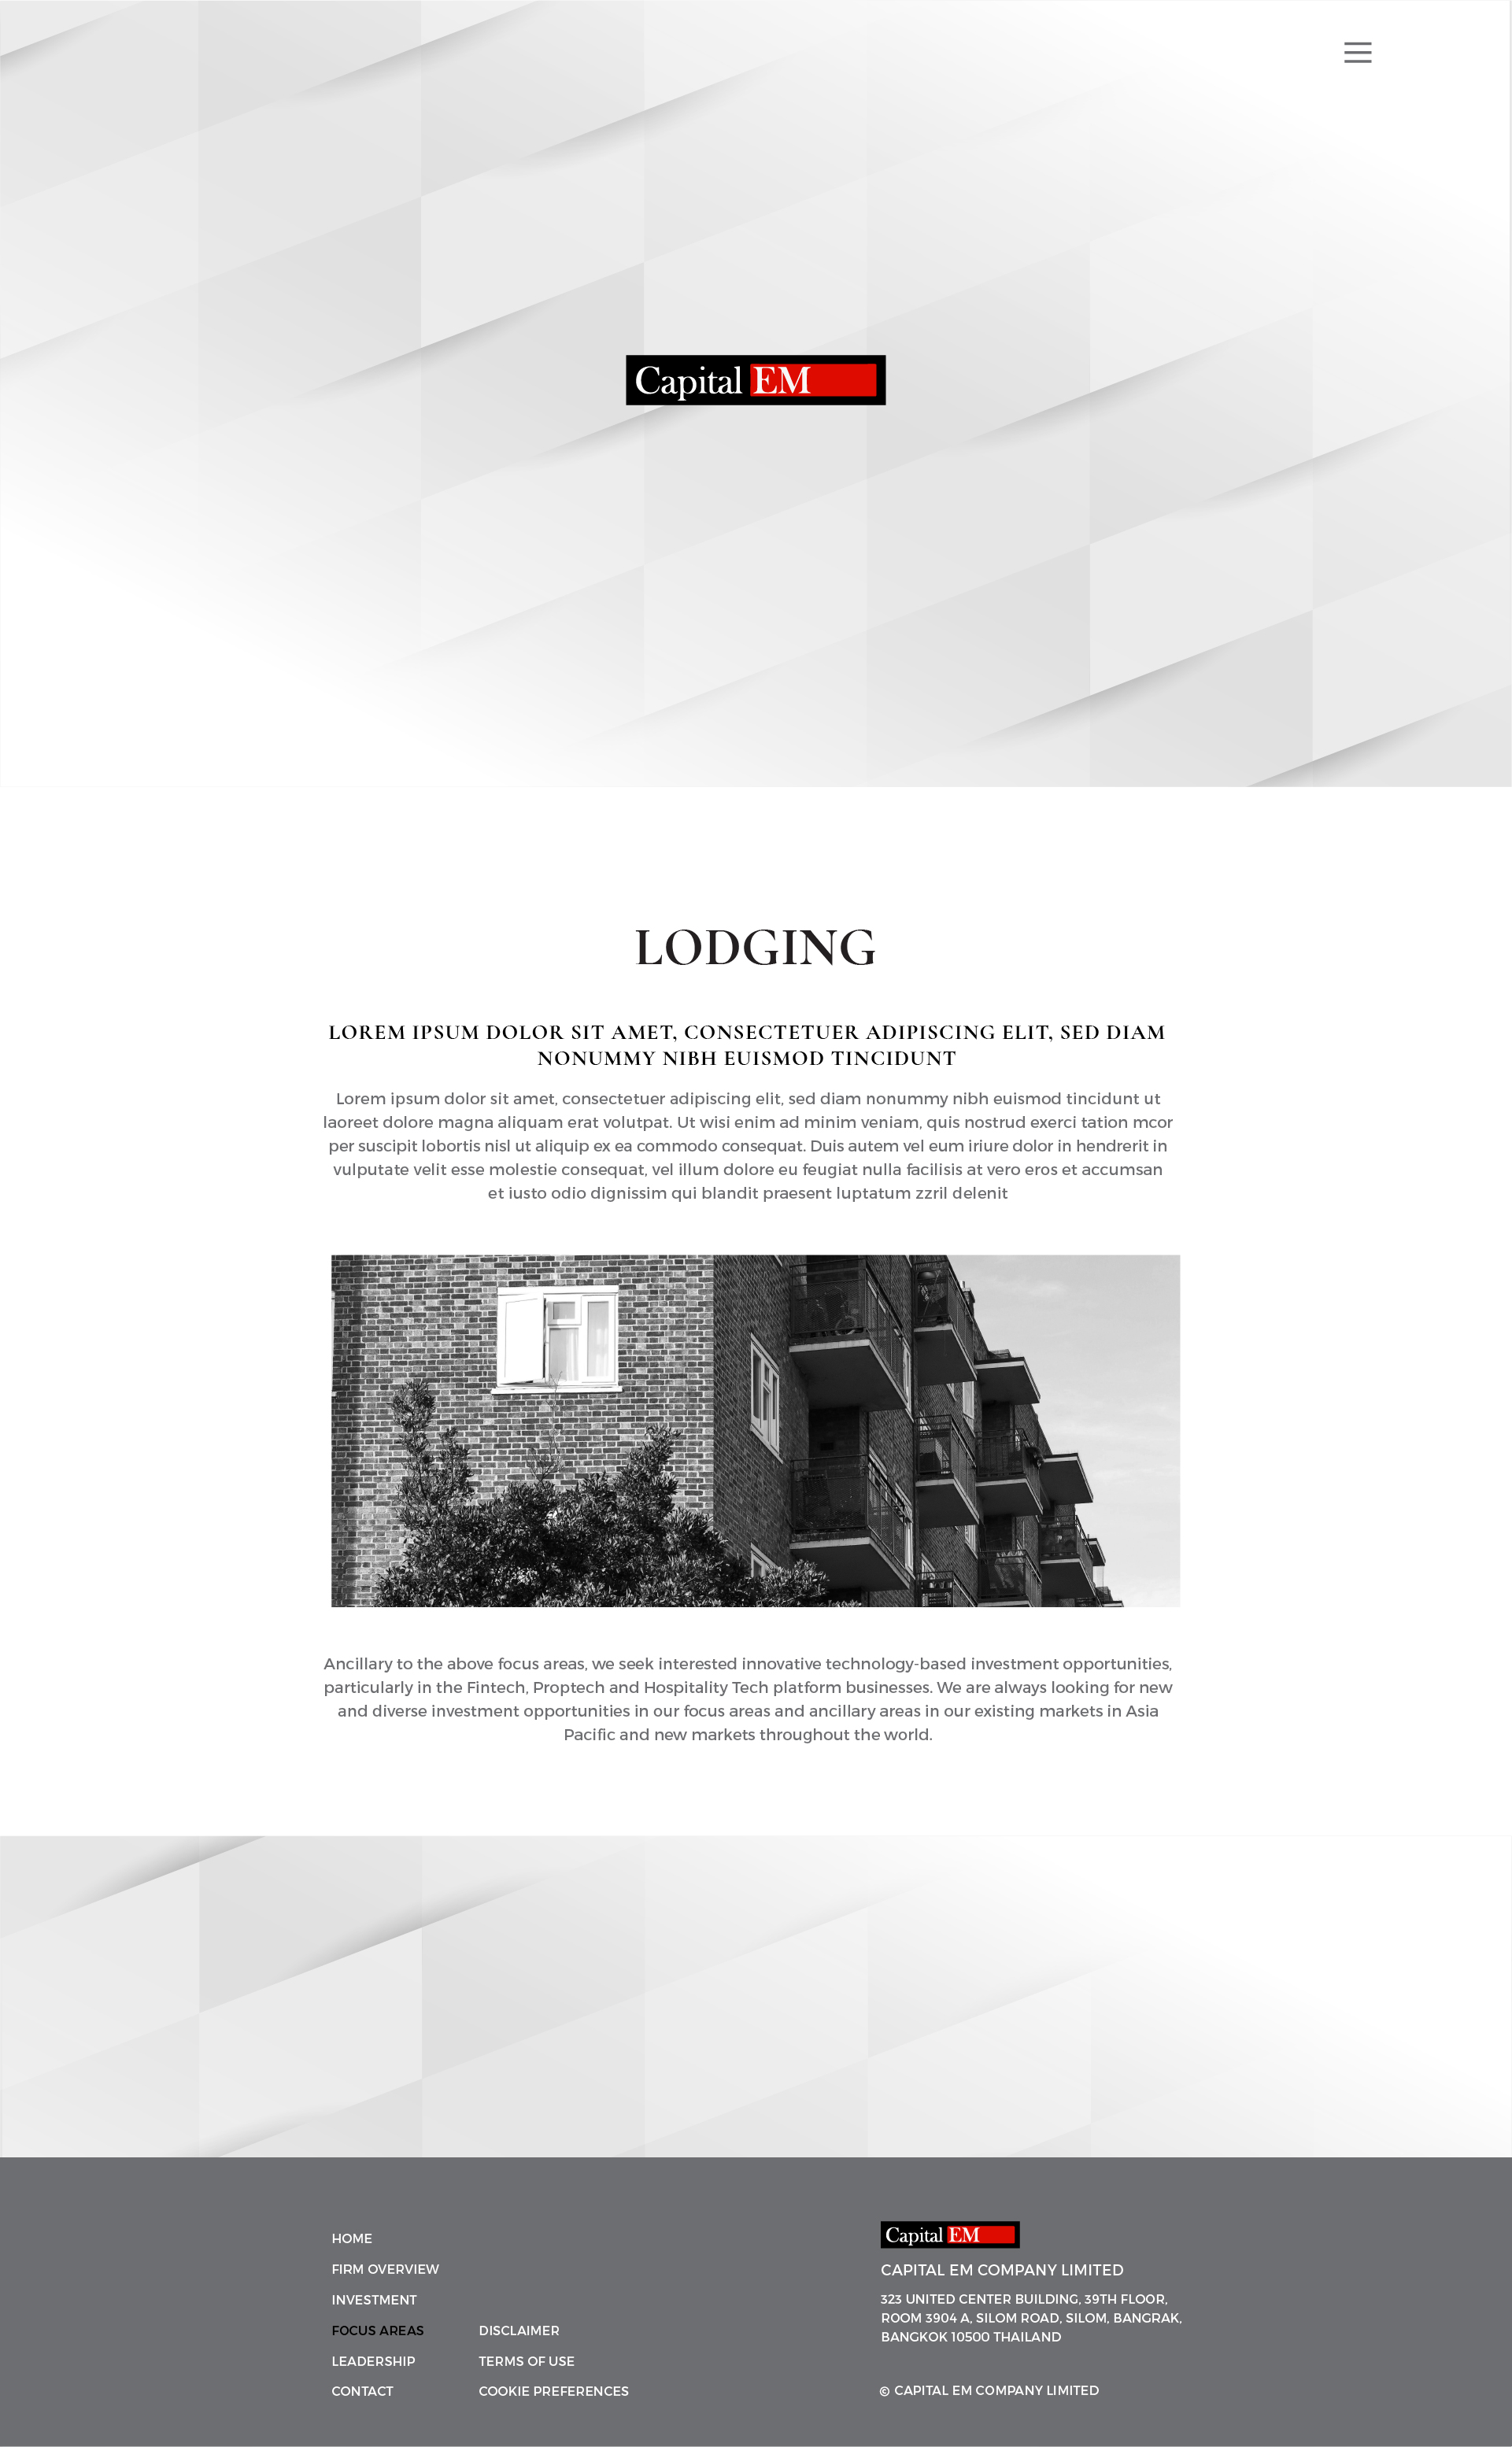 Capital EM
LODGING
LOREM IPSUM DOLOR SIT AMET, CONSECTETUER ADIPISCING ELIT, SED DIAM
NONUMMY NIBH EUISMOD TINCIDUNT
Lorem ipsum dolor sit amet, consectetuer adipiscing elit, sed diam nonummy nibh euismod tincidunt ut
laoreet dolore magna aliquam erat volutpat. Ut wisi enim ad minim veniam, quis nostrud exerci tation mcor
per suscipit lobortis nisl ut aliquip ex ea commodo consequat. Duis autem vel eum iriure dolor in hendrerit in
vulputate velit esse molestie consequat, vel illum dolore eu feugiat nulla facilisis at vero eros et accumsan
et iusto odio dignissim qui blandit praesent luptatum zzril delenit
Ancillary to the above focus areas, we seek interested innovative technology-based investment opportunities,
particularly in the Fintech, Proptech and Hospitality Tech platform businesses. We are always looking for new
and diverse investment opportunities in our focus areas and ancillary areas in our existing markets in Asia
Pacific and new markets throughout the world.
HOME
FIRM OVERVIEW
INVESTMENT
FOCUS AREAS
LEADERSHIP
CONTACT
DISCLAIMER
TERMS OF USE
COOKIE PREFERENCES
Capital EM
CAPITAL EM COMPANY LIMITED
323 UNITED CENTER BUILDING, 39TH FLOOR,
ROOM 3904 A, SILOM ROAD, SILOM, BANGRAK,
BANGKOK 10500 THAILAND
© CAPITAL EM COMPANY LIMITED